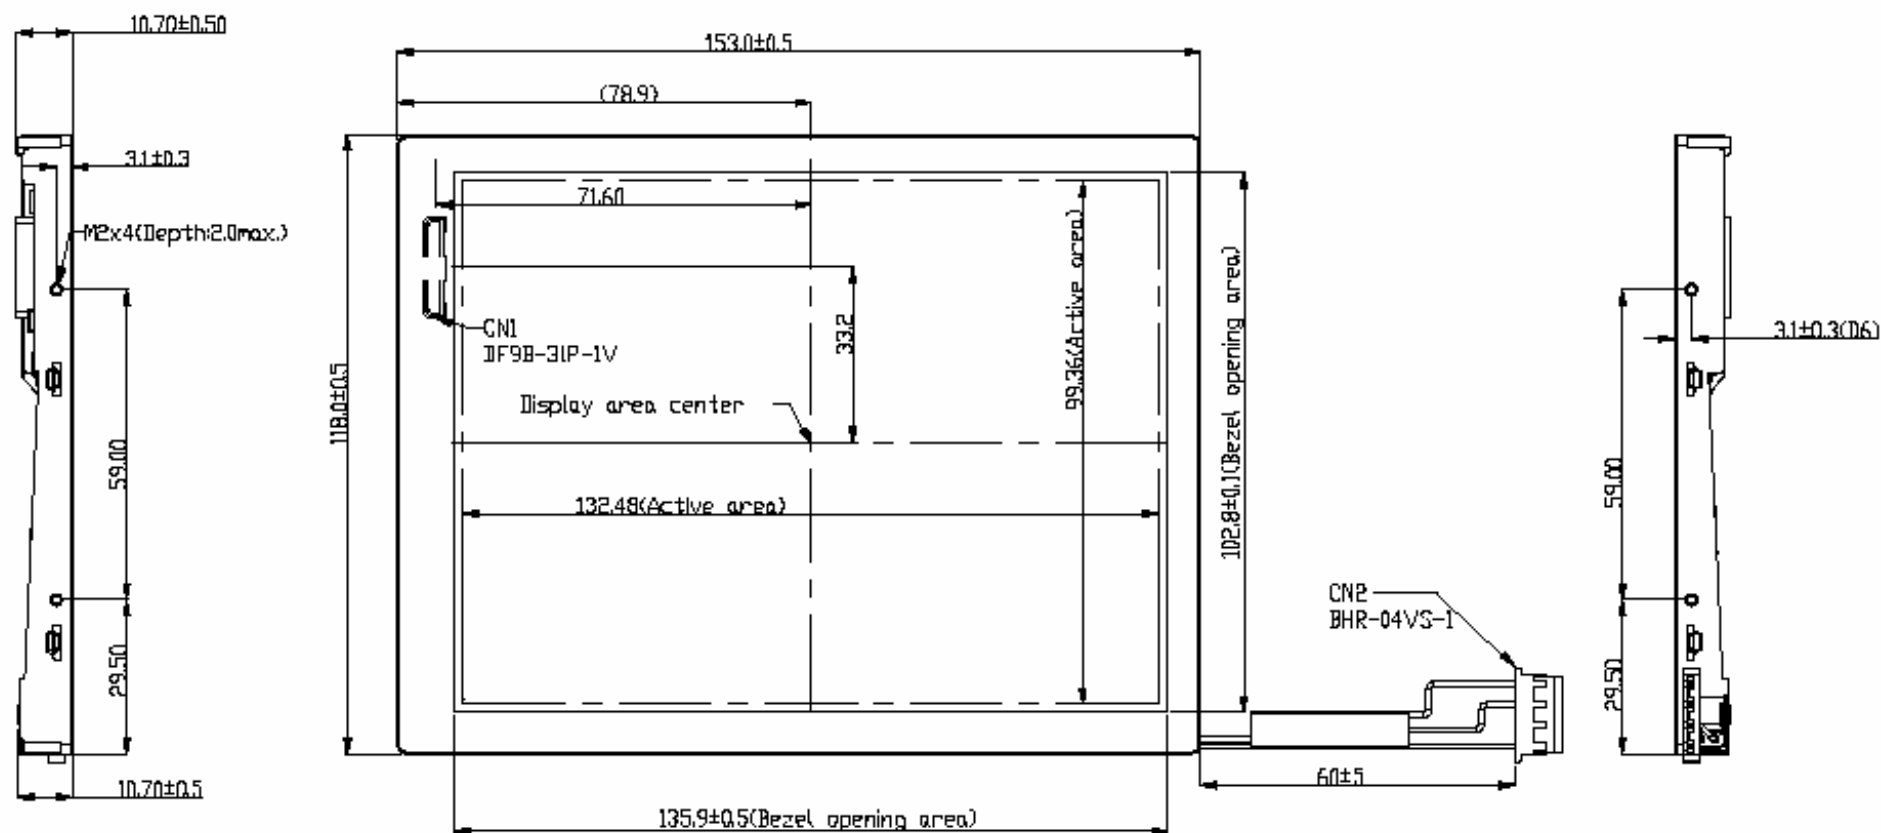 10.70±0.50
153.0±0.5
(78.9)
3.1±0.3
71.60
M2x4(Depth:2.0max.)
CN1
DF9B-31P-1V
33.2
99.36(Active area)
102.8±0.1(Bezel opening area)
3.1±0.3(D6)
118.0±0.5
Display area center
59.00
132.48(Active area)
59.00
CN2
BHR-04VS-1
29.50
29.50
10.70±0.5
60±5
135.9±0.5(Bezel opening area)